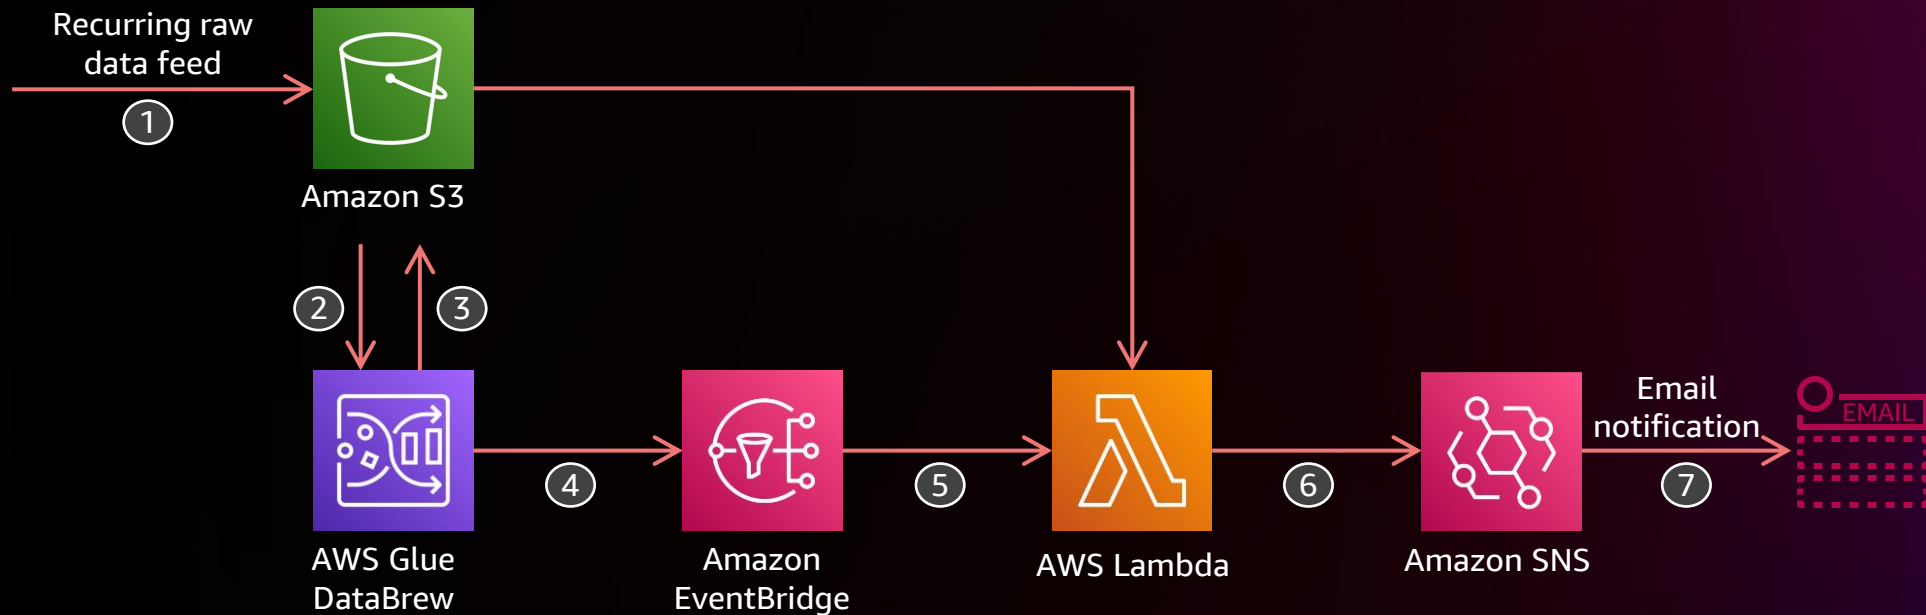 Recurring raw
data feed
1
Amazon S3
2
3
AWS Glue
DataBrew
4
Amazon
EventBridge
5
AWS Lambda
6
Amazon SNS
Email
notification
7
EMAIL